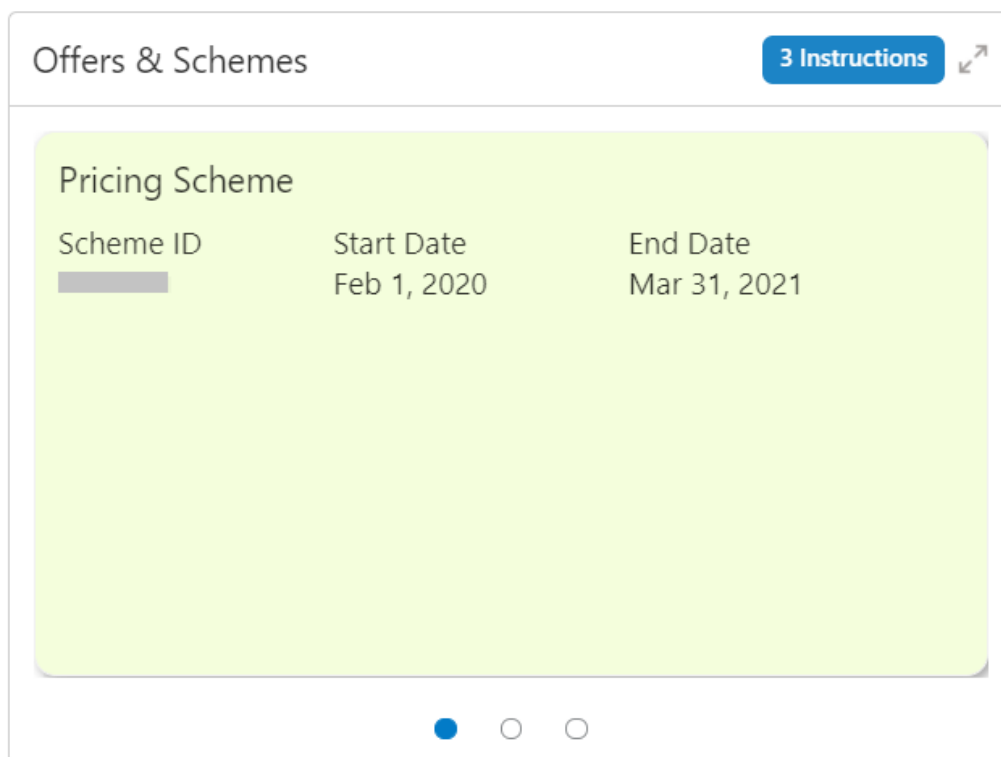 Offers & Schemes
3 Instructions
Pricing Scheme
Scheme ID Start Date End Date
Feb 1, 2020 Mar 31, 2021